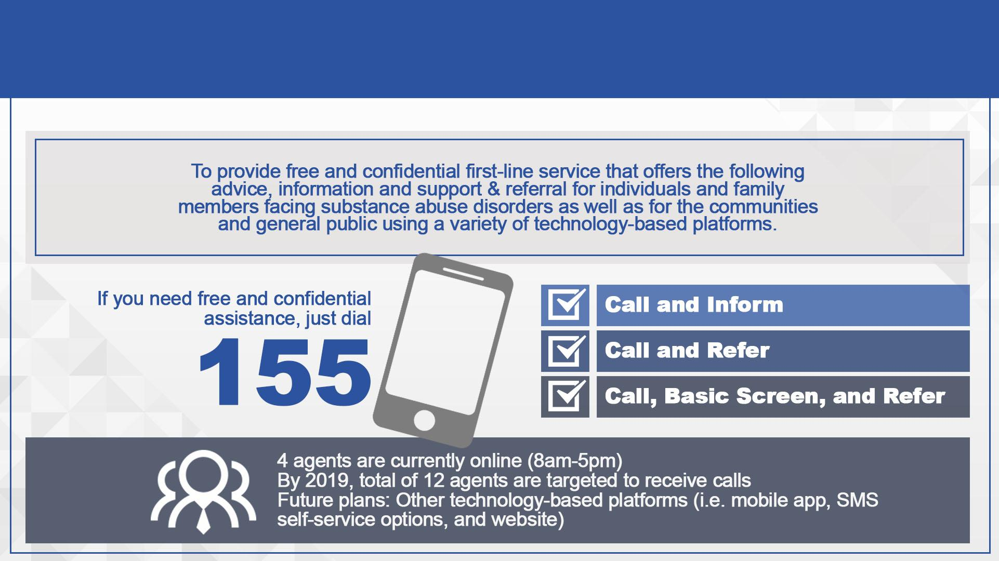 To provide free and confidential first-line service that offers the following
advice, information and support & referral for individuals and family
members facing substance abuse disorders as well as for the communities
and general public using a variety of technology-based platforms.
If you need free and confidential
assistance, just dial
155
Call and Inform
Call and Refer
Call, Basic Screen, and Refer
4 agents are currently online (8am-5pm)
By 2019, total of 12 agents are targeted to receive calls
Future plans: Other technology-based platforms (i.e. mobile app, SMS
self-service options, and website)